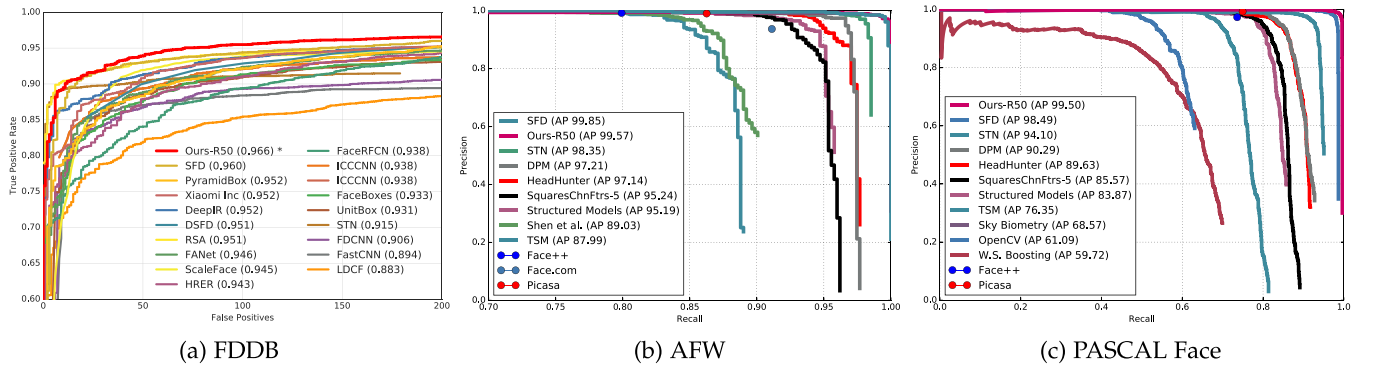 1.00
0.95
0.90
0.85
0.80
0.75
0.70
0.65
0.60
True Positive Rate
Ours-R50 (0.966) *
SFD (0.960)
PyramidBox (0.952)
Xiaomi Inc (0.952)
DeepIR (0.952)
DSFD (0.951)
RSA (0.951)
FANet (0.946)
ScaleFace (0.945)
HRER (0.943)
FaceRFCN (0.938)
ICCCNN (0.938)
ICCCNN (0.938)
FaceBoxes (0.933)
UnitBox (0.931)
STN (0.915)
FDCNN (0.906)
FastCNN (0.894)
LDCF (0.883)
0 50 100 150 200
False Positives
(a) FDDB
1.0
0.8
0.6
0.4
0.2
0.0
Precision
SFD (AP 99.85)
Ours-R50 (AP 99.57)
STN (AP 98.35)
DPM (AP 97.21)
HeadHunter (AP 97.14)
SquaresChnFtrs-5 (AP 95.24)
Structured Models (AP 95.19)
Shen et al. (AP 89.03)
TSM (AP 87.99)
Face++
Face.com
Picasa
0.70 0.75 0.80 0.85 0.90 0.95 1.00
Recall
(b) AFW
1.0
0.8
0.6
0.4
0.2
0.0
Precision
Ours-R50 (AP 99.50)
SFD (AP 98.49)
STN (AP 94.10)
DPM (AP 90.29)
HeadHunter (AP 89.63)
SquaresChnFtrs-5 (AP 85.57)
Structured Models (AP 83.87)
TSM (AP 76.35)
Sky Biometry (AP 68.57)
OpenCV (AP 61.09)
W.S. Boosting (AP 59.72)
Face++
Picasa
0.0 0.2 0.4 0.6 0.8 1.0
Recall
(c) PASCAL Face